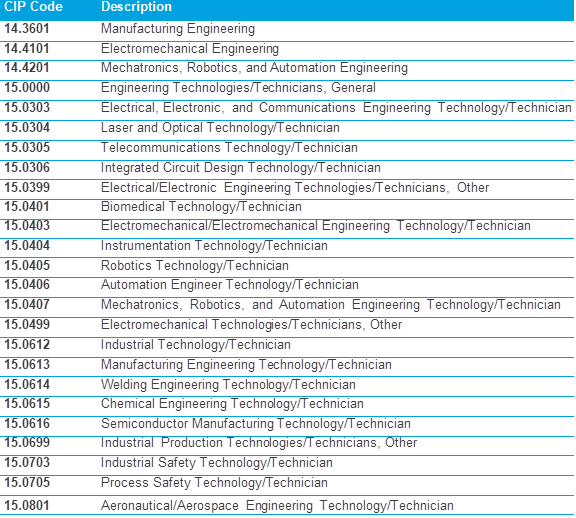 CIP Code Description
14.3601 Manufacturing Engineering
14.4101 Electromechanical Engineering
14.4201 Mechatronics, Robotics, and Automation Engineering
15.0000 Engineering Technologies/Technicians, General
15.0303 Electrical, Electronic, and Communications Engineering Technology/Technician
15.0304 Laser and Optical Technology/Technician
15.0305 Telecommunications Technology/Technician
15.0306 Integrated Circuit Design Technology/Technician
15.0399 Electrical/Electronic Engineering Technologies/Technicians, Other
15.0401 Biomedical Technology/Technician
15.0403 Electromechanical/Electromechanical Engineering Technology/Technician
15.0404 Instrumentation Technology/Technician
15.0405 Robotics Technology/Technician
15.0406 Automation Engineer Technology/Technician
15.0407 Mechatronics, Robotics, and Automation Engineering Technology/Technician
15.0499 Electromechanical Technologies/Technicians, Other
15.0612 Industrial Technology/Technician
15.0613 Manufacturing Engineering Technology/Technician
15.0614 Welding Engineering Technology/Technician
15.0615 Chemical Engineering Technology/Technician
15.0616 Semiconductor Manufacturing Technology/Technician
15.0699 Industrial Production Technologies/Technicians, Other
15.0703 Industrial Safety Technology/Technician
15.0705 Process Safety Technology/Technician
15.0801 Aeronautical/Aerospace Engineering Technology/Technician